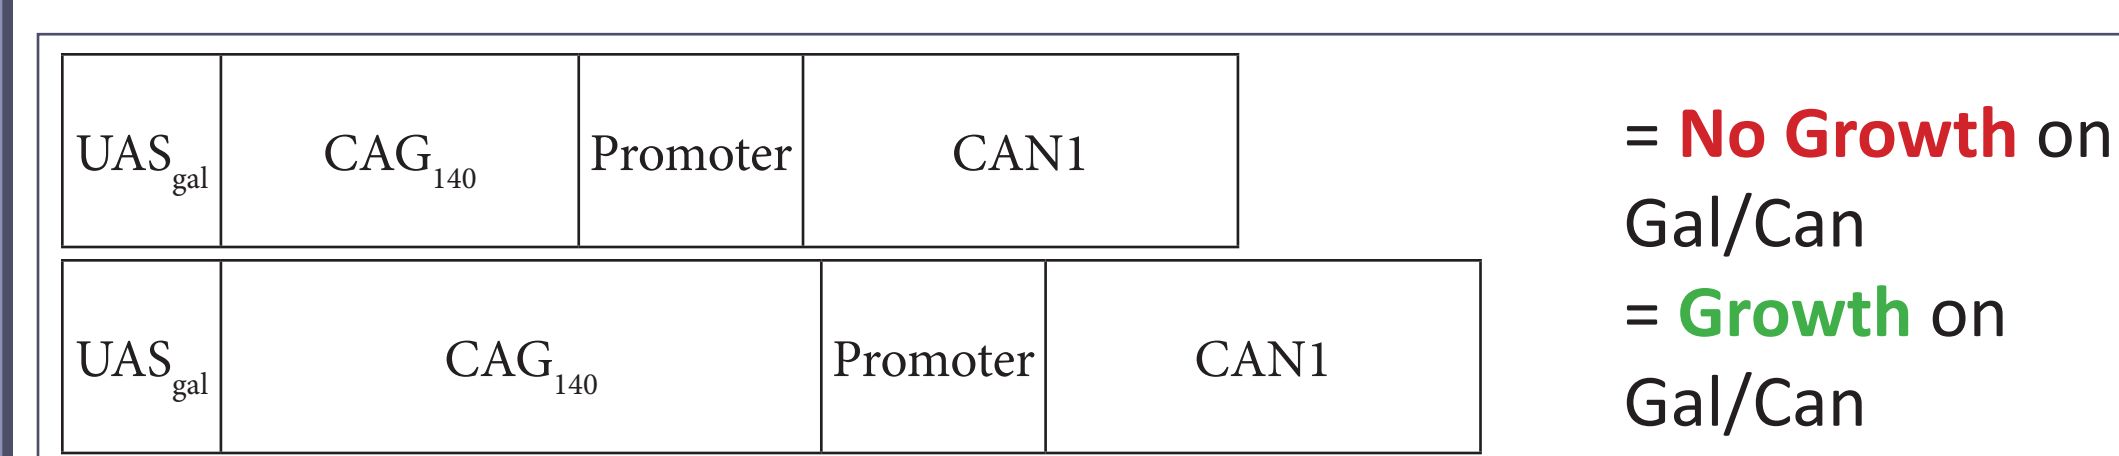 UASgal CAG140 Promoter CAN1
= No Growth on
Gal/Can
UASgal CAG140 Promoter CAN1
= Growth on
Gal/Can